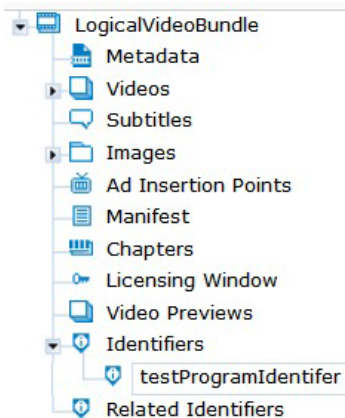 LogicalVideoBundle
Metadata
Videos
Subtitles
Images
Ad Insertion Points
Manifest
Chapters
Licensing Window
Video Previews
Identifiers
testProgramIdentifer
Related Identifiers